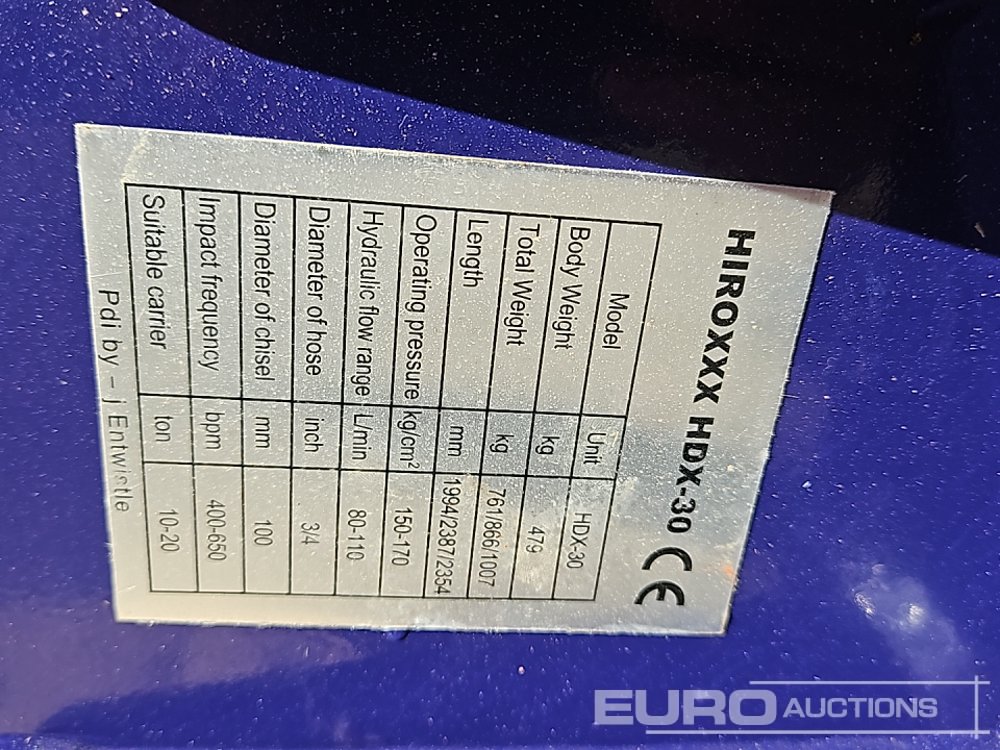 HIROXXX HDX-30 CE
Model Unit HDX-30
Body Weight kg 479
Total Weight kg 761/866/1007
Length mm 1994/2387/2354
Operating pressure kg/cm² 150-170
Hydraulic flow range L/min 80-110
Diameter of hose inch 3/4
Diameter of chisel mm 100
Impact frequency bpm 400-650
Suitable carrier ton 10-20
Pdi by – J Entwistle
EURO AUCTIONS